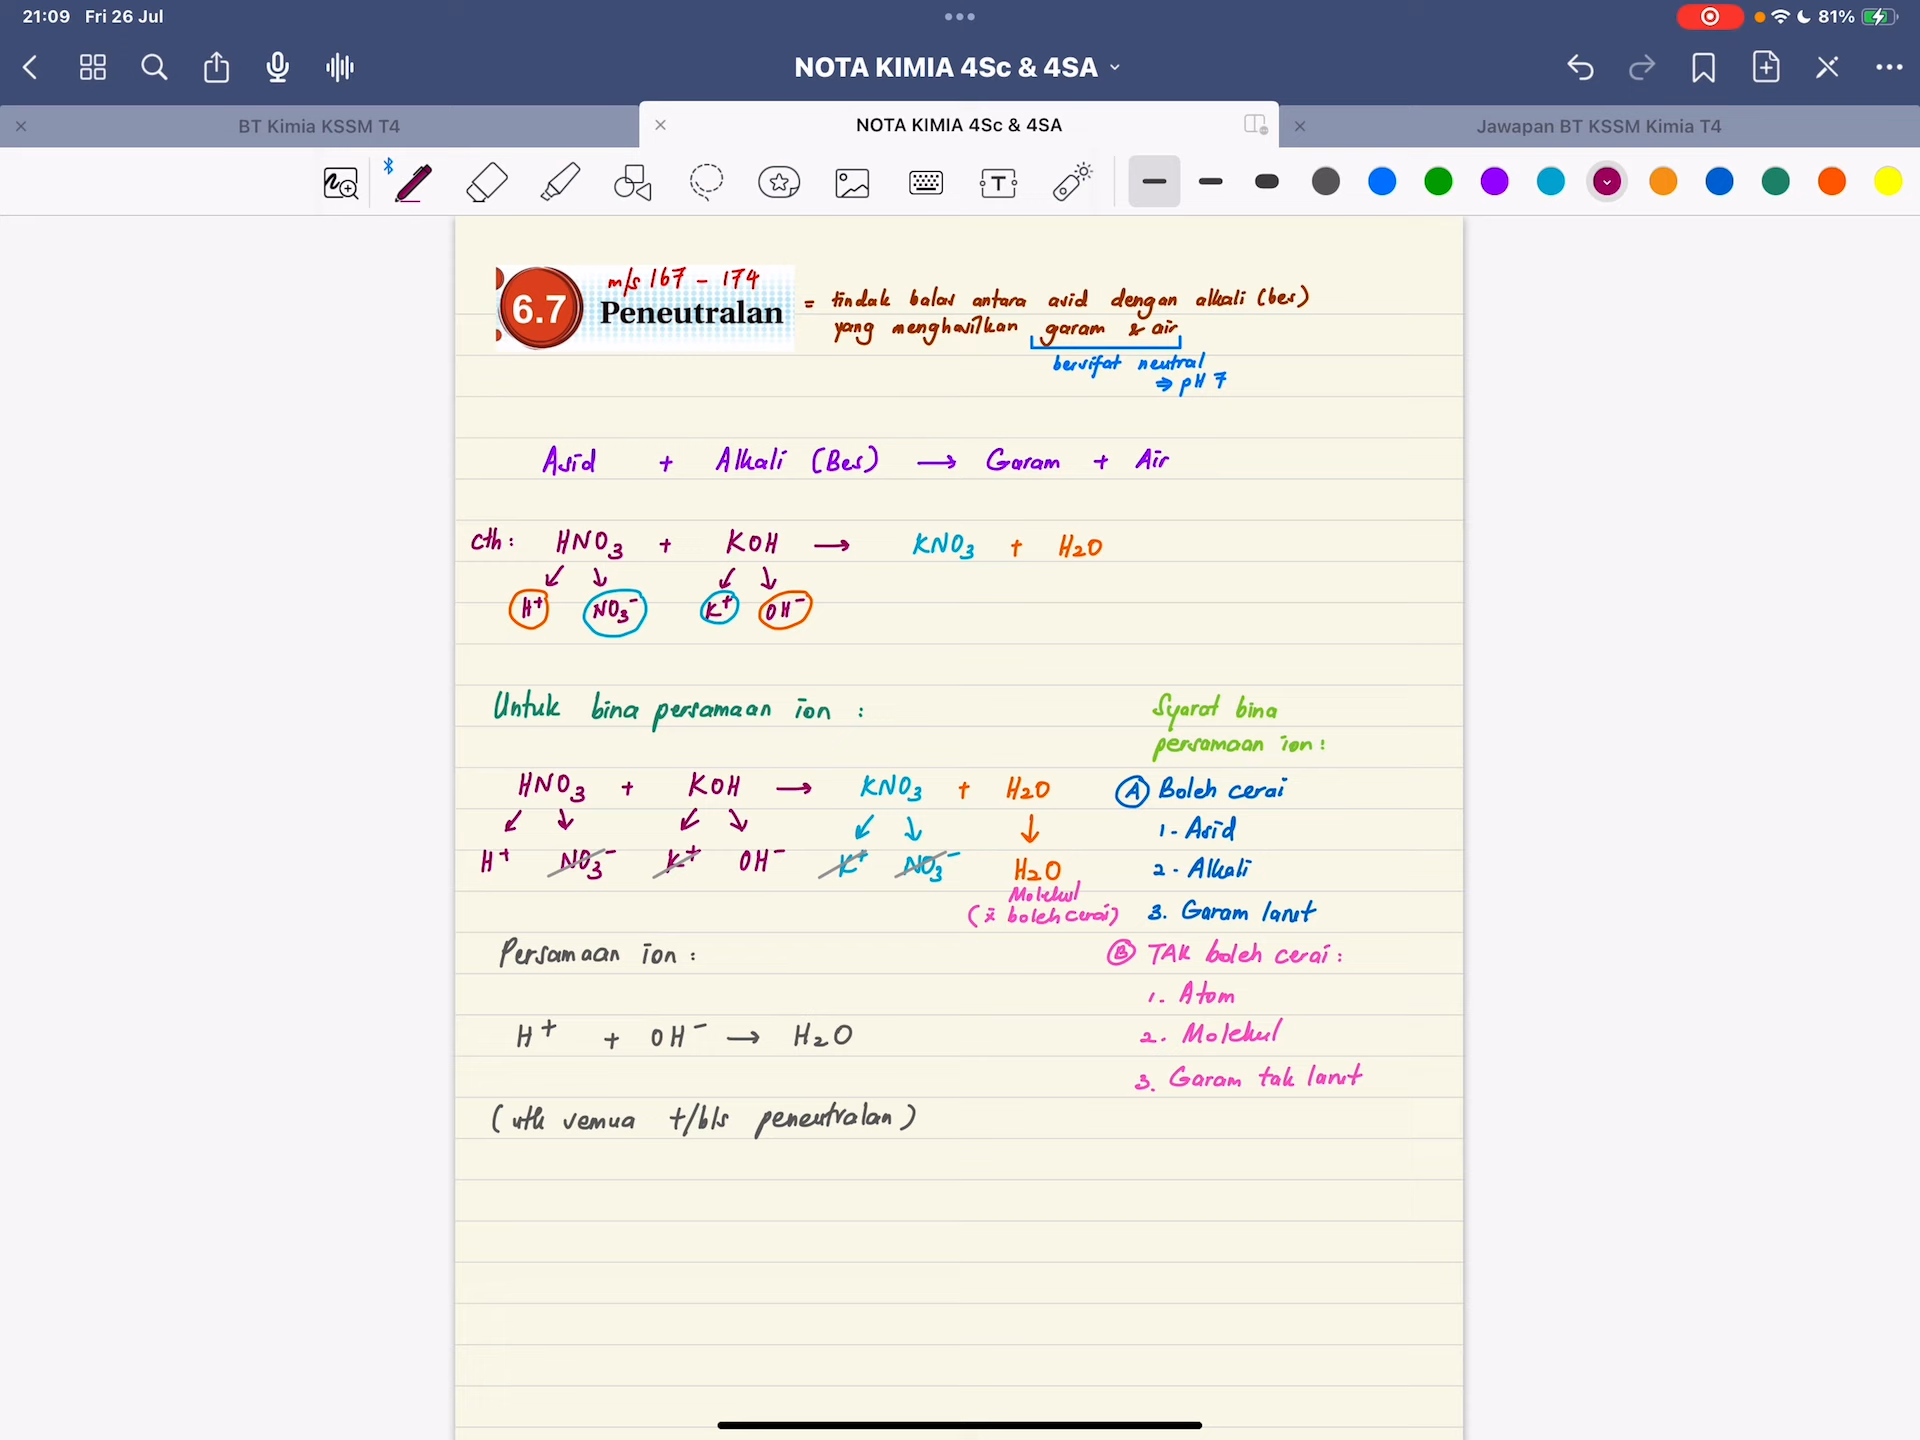 21:09 Fri 26 Jul
81%
NOTA KIMIA 4Sc & 4SA
BT Kimia KSSM T4
NOTA KIMIA 4Sc & 4SA
Jawapan BT KSSM Kimia T4
m/s 167 - 174
6.7 Peneutralan
= tindak balas antara asid dengan alkali (bes)
yang menghasilkan garam & air
bersifat neutral
⇒ pH 7
Asid + Alkali (Bes) → Garam + Air
cth: HNO₃ + KOH → KNO₃ + H₂O
H⁺ NO₃⁻ K⁺ OH⁻
Untuk bina persamaan ion :
HNO₃ + KOH → KNO₃ + H₂O
H⁺ NO₃⁻ K⁺ OH⁻ K⁺ NO₃⁻ H₂O
Molekul
(x̄ boleh cerai)
Persamaan ion :
H⁺ + OH⁻ → H₂O
(utk semua t/bls peneutralan)
Syarat bina
persamaan ion :
A Boleh cerai
1. Asid
2. Alkali
3. Garam larut
B TAK boleh cerai :
1. Atom
2. Molekul
3. Garam tak larut